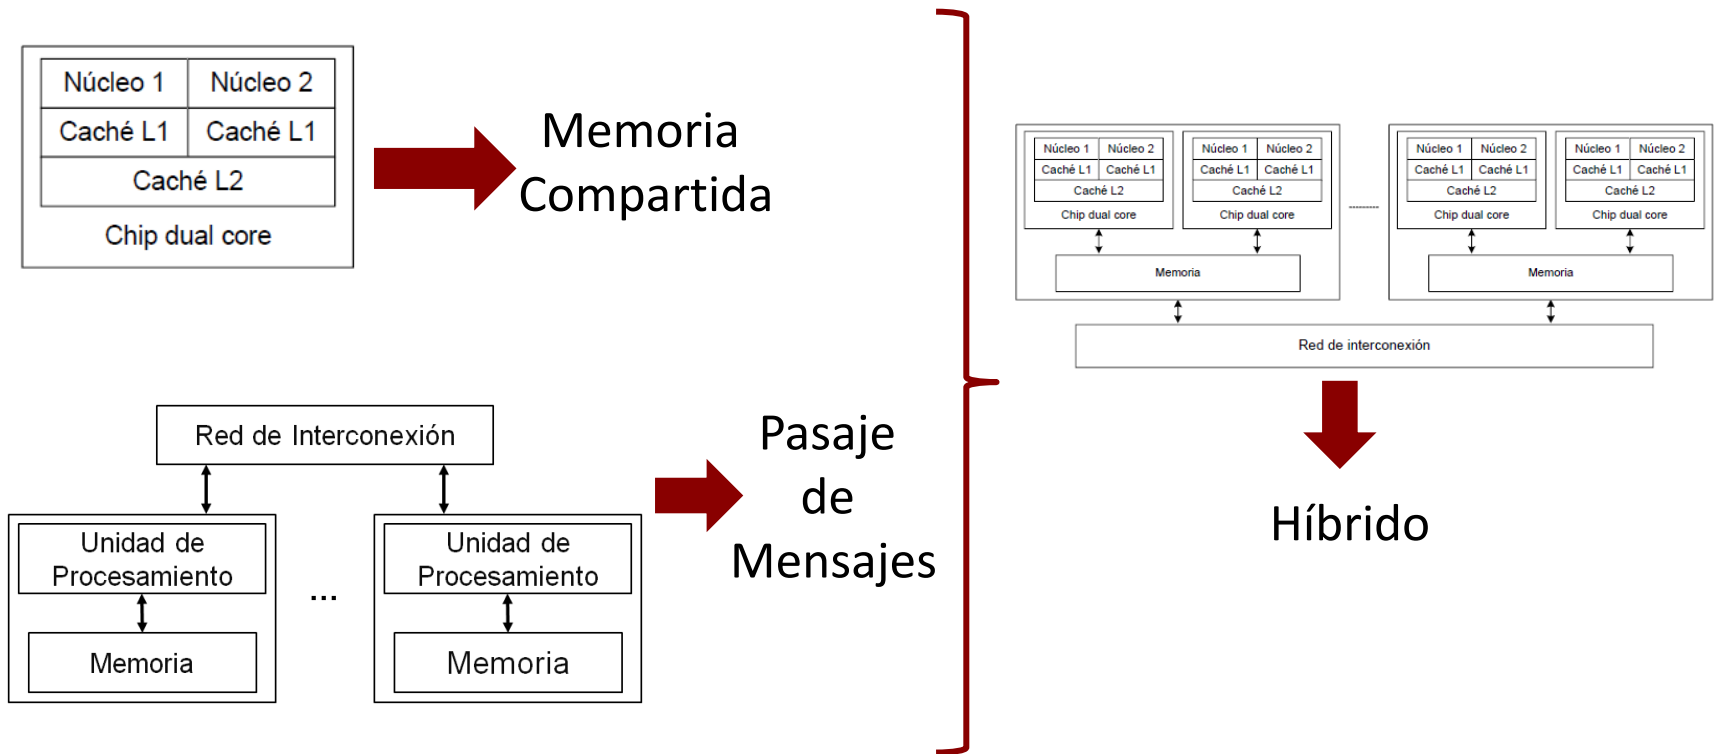 Núcleo 1 Núcleo 2
Caché L1 Caché L1
Caché L2
Chip dual core
Memoria
Compartida
Red de Interconexión
Unidad de
Procesamiento
Memoria
...
Unidad de
Procesamiento
Memoria
Pasaje
de
Mensajes
Núcleo 1 Núcleo 2
Caché L1 Caché L1
Caché L2
Chip dual core
Núcleo 1 Núcleo 2
Caché L1 Caché L1
Caché L2
Chip dual core
Memoria
Núcleo 1 Núcleo 2
Caché L1 Caché L1
Caché L2
Chip dual core
Núcleo 1 Núcleo 2
Caché L1 Caché L1
Caché L2
Chip dual core
Memoria
Red de interconexión
Híbrido